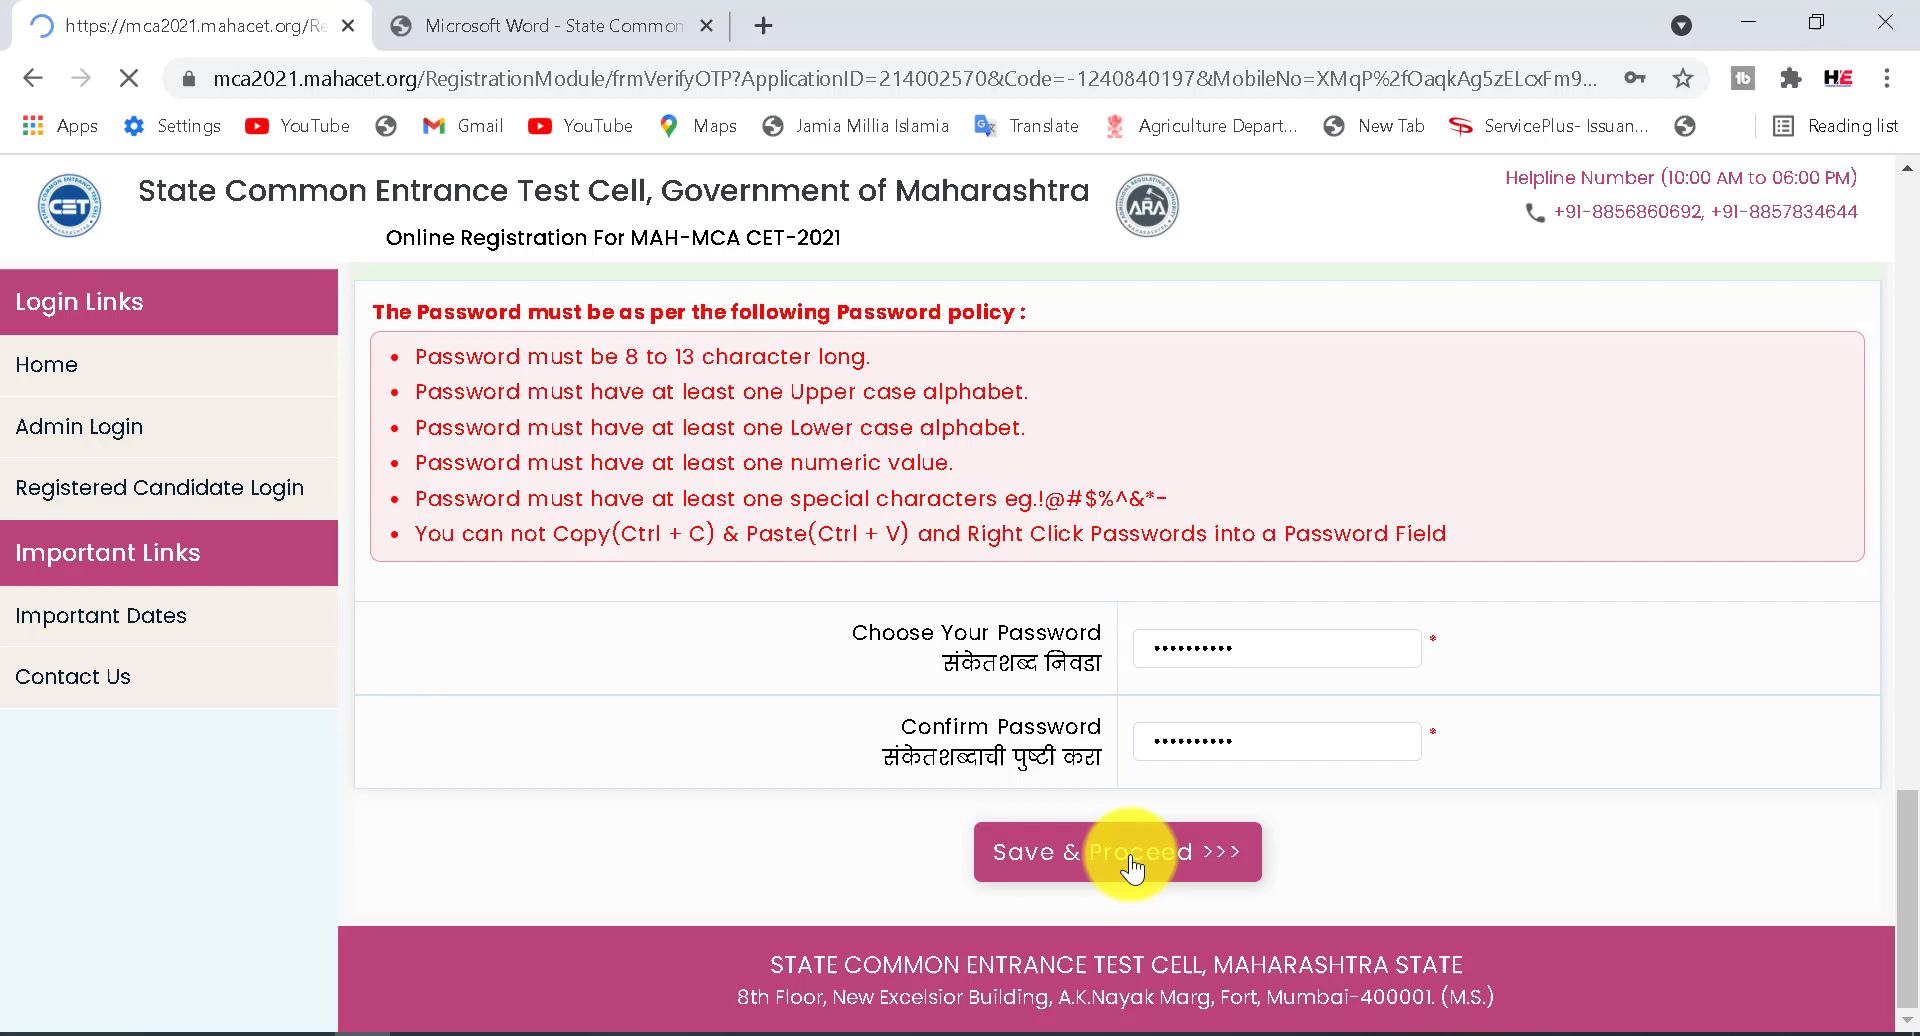 https://mca2021.mahacet.org/Re
Microsoft Word - State Common
mca2021.mahacet.org/RegistrationModule/frmVerifyOTP?ApplicationID=214002570&Code=-1240840197&MobileNo=XMqP%2fOaqkAg5zELcxFm9...
Apps Settings YouTube Gmail YouTube Maps Jamia Millia Islamia Translate Agriculture Depart... New Tab ServicePlus- Issuan... Reading list
CET
State Common Entrance Test Cell, Government of Maharashtra
ARA
Helpline Number (10:00 AM to 06:00 PM)
+91-8856860692, +91-8857834644
Online Registration For MAH-MCA CET-2021
Login Links
Home
Admin Login
Registered Candidate Login
Important Links
Important Dates
Contact Us
The Password must be as per the following Password policy :
• Password must be 8 to 13 character long.
• Password must have at least one Upper case alphabet.
• Password must have at least one Lower case alphabet.
• Password must have at least one numeric value.
• Password must have at least one special characters eg.!@#$%^&*-
• You can not Copy(Ctrl + C) & Paste(Ctrl + V) and Right Click Passwords into a Password Field
Choose Your Password
संकेतशब्द निवडा
•••••••••• *
Confirm Password
संकेतशब्दाची पुष्टी करा
•••••••••• *
Save & Proceed >>>
STATE COMMON ENTRANCE TEST CELL, MAHARASHTRA STATE
8th Floor, New Excelsior Building, A.K.Nayak Marg, Fort, Mumbai-400001. (M.S.)